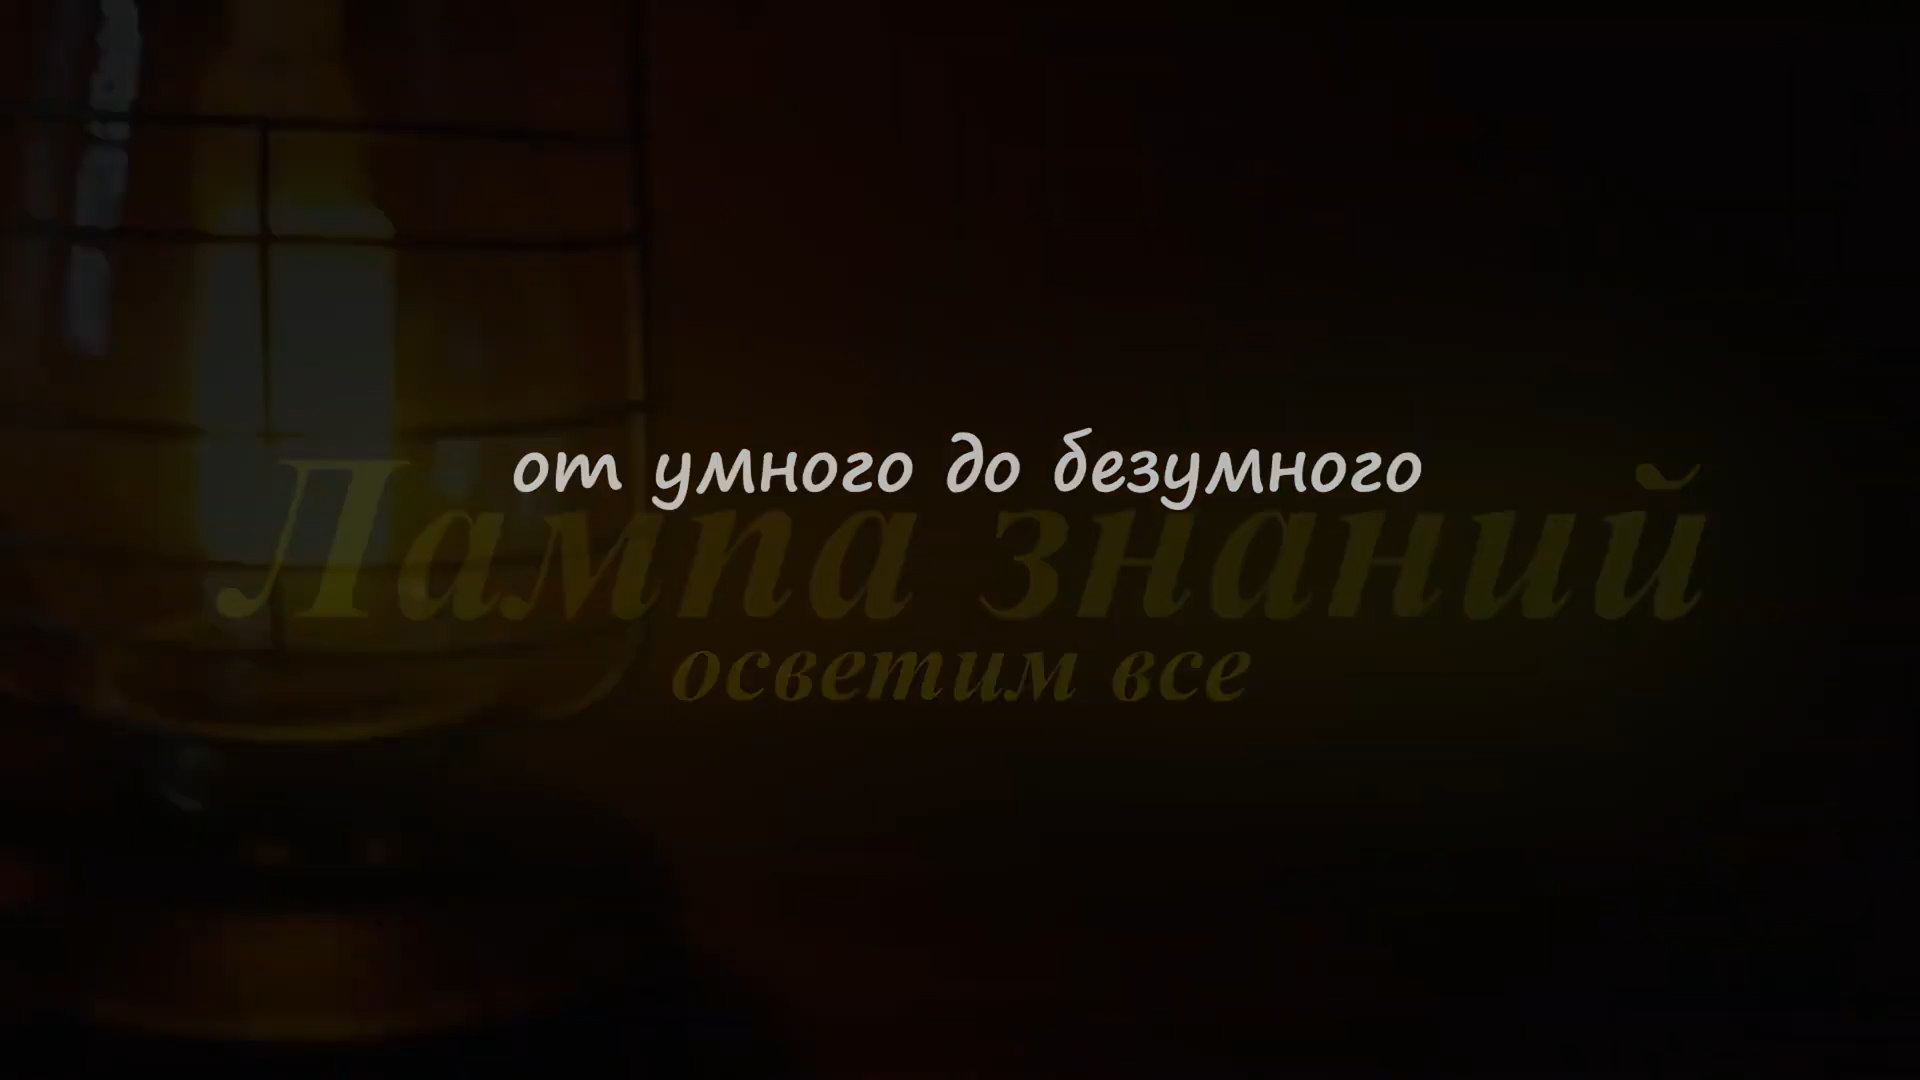 от умного до безумного
Лампа знаний
осветим все